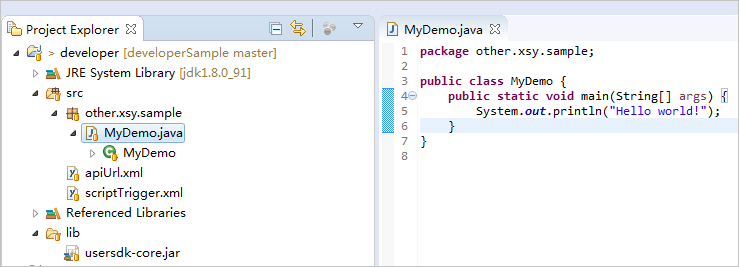 Project Explorer
> developer [developerSample master]
JRE System Library [jdk1.8.0_91]
src
other.xsy.sample
MyDemo.java
MyDemo
apiUrl.xml
scriptTrigger.xml
Referenced Libraries
lib
usersdk-core.jar
MyDemo.java
1 package other.xsy.sample;
2
3 public class MyDemo {
4 public static void main(String[] args) {
5 System.out.println("Hello world!");
6 }
7 }
8